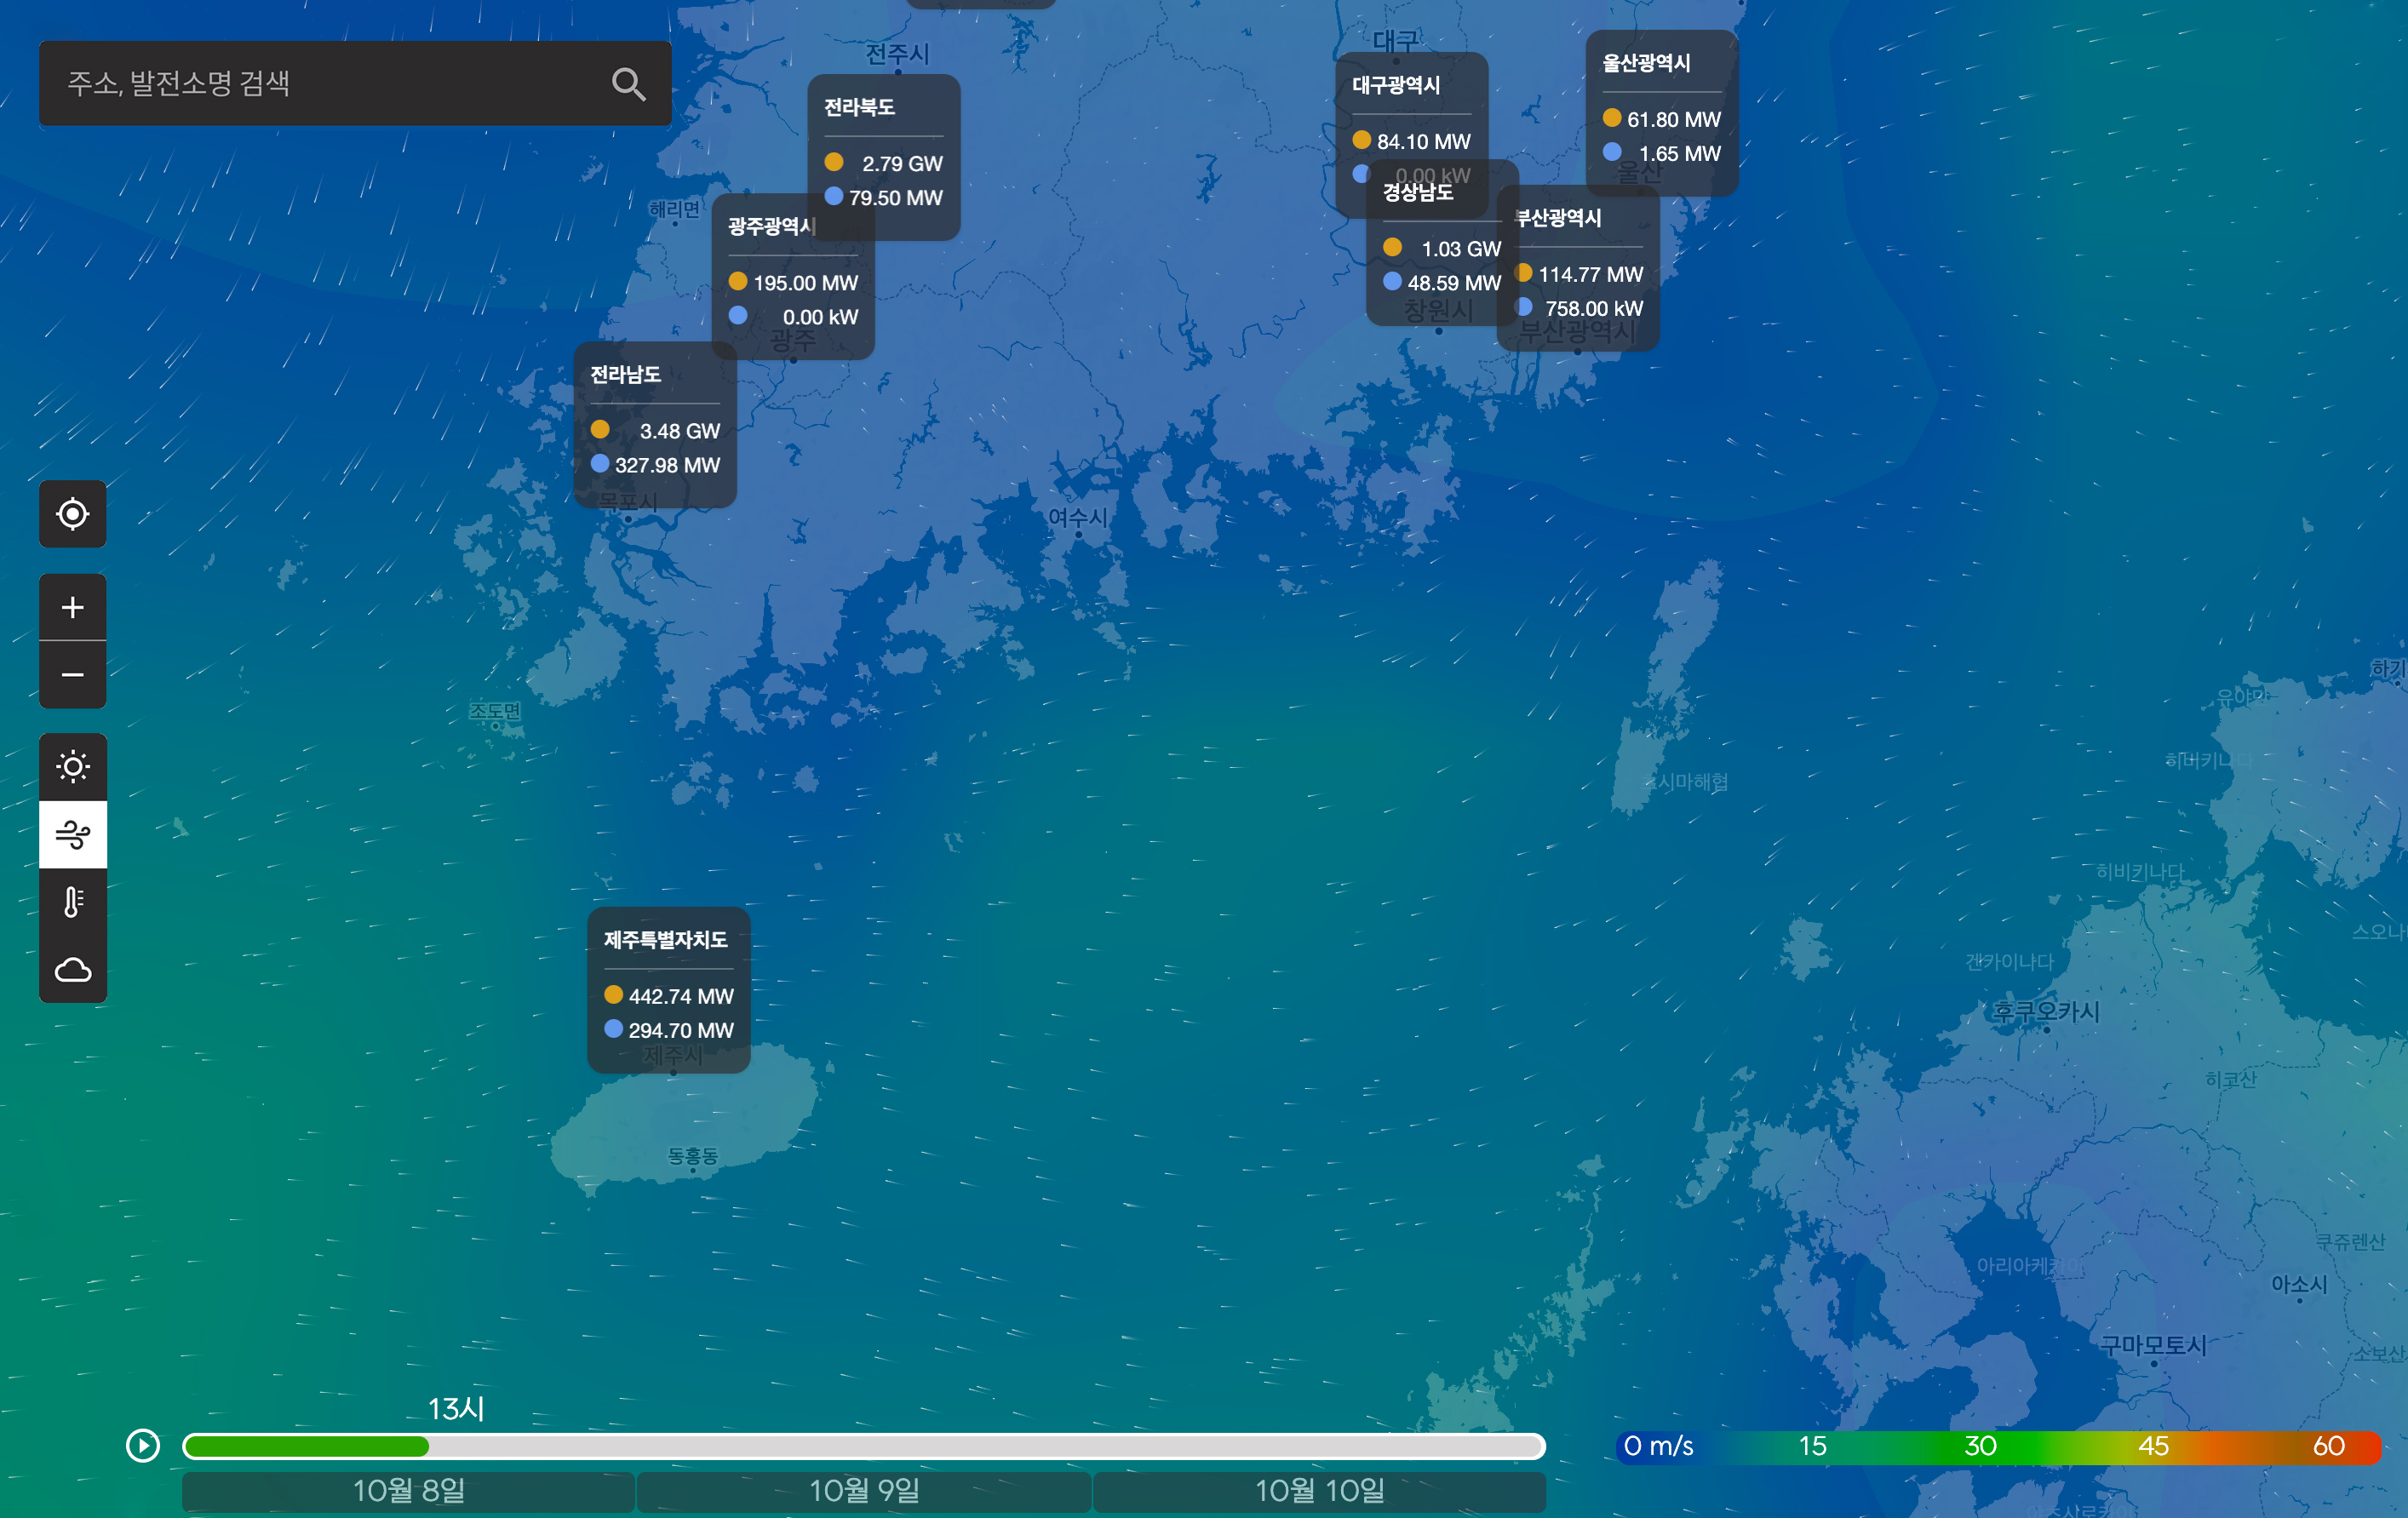 주소, 발전소명 검색
전주시
대구
전라북도
2.79 GW
79.50 MW
대구광역시
84.10 MW
0.00 kW
울산광역시
61.80 MW
1.65 MW
울산
해리면
광주광역시
195.00 MW
0.00 kW
광주
경상남도
1.03 GW
48.59 MW
창원시
부산광역시
114.77 MW
758.00 kW
부산광역시
전라남도
3.48 GW
327.98 MW
목포시
여수시
조도면
하기
유야만
히비키나다
시마해협
히비키나다
스오나
제주특별자치도
442.74 MW
294.70 MW
제주시
겐카이나다
후쿠오카시
히코산
동홍동
쿠쥬렌산
아리아케카이
아소시
구마모토시
소보산
13시
0 m/s 15 30 45 60
10월 8일 10월 9일 10월 10일